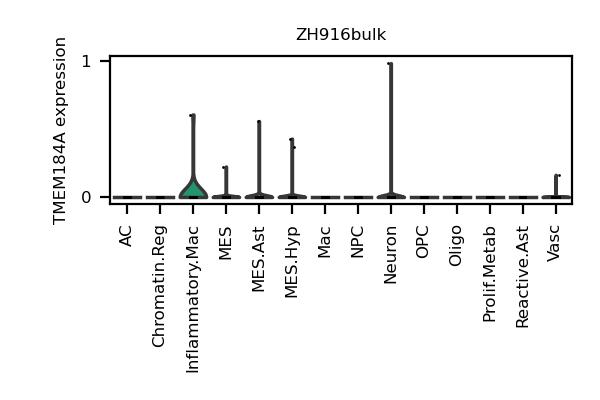 ZH916bulk
TMEM184A expression
1
0
AC
Chromatin.Reg
Inflammatory.Mac
MES
MES.Ast
MES.Hyp
Mac
NPC
Neuron
OPC
Oligo
Prolif.Metab
Reactive.Ast
Vasc